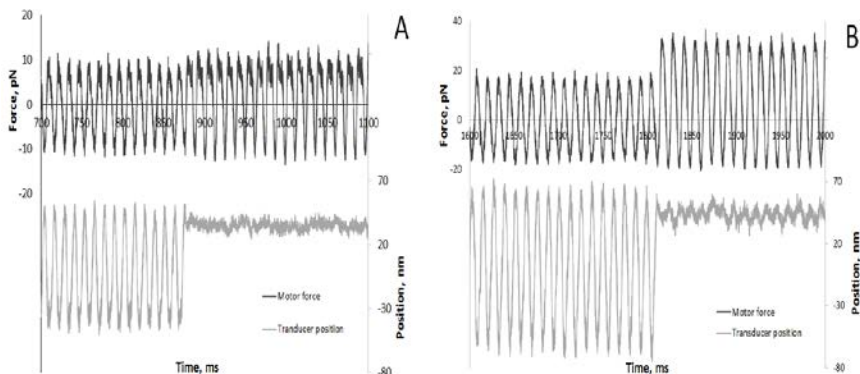 A
Force, pN
20
10
0
-10
-20
700
750
800
850
900
950
1000
1050
1100
70
20
-30
-80
Position, nm
Motor force
Tranducer position
Time, ms
B
Force, pN
40
20
0
-20
1600
1650
1700
1750
1800
1850
1900
1950
2000
70
20
-30
-80
Position, nm
Motor force
Transducer position
Time, ms